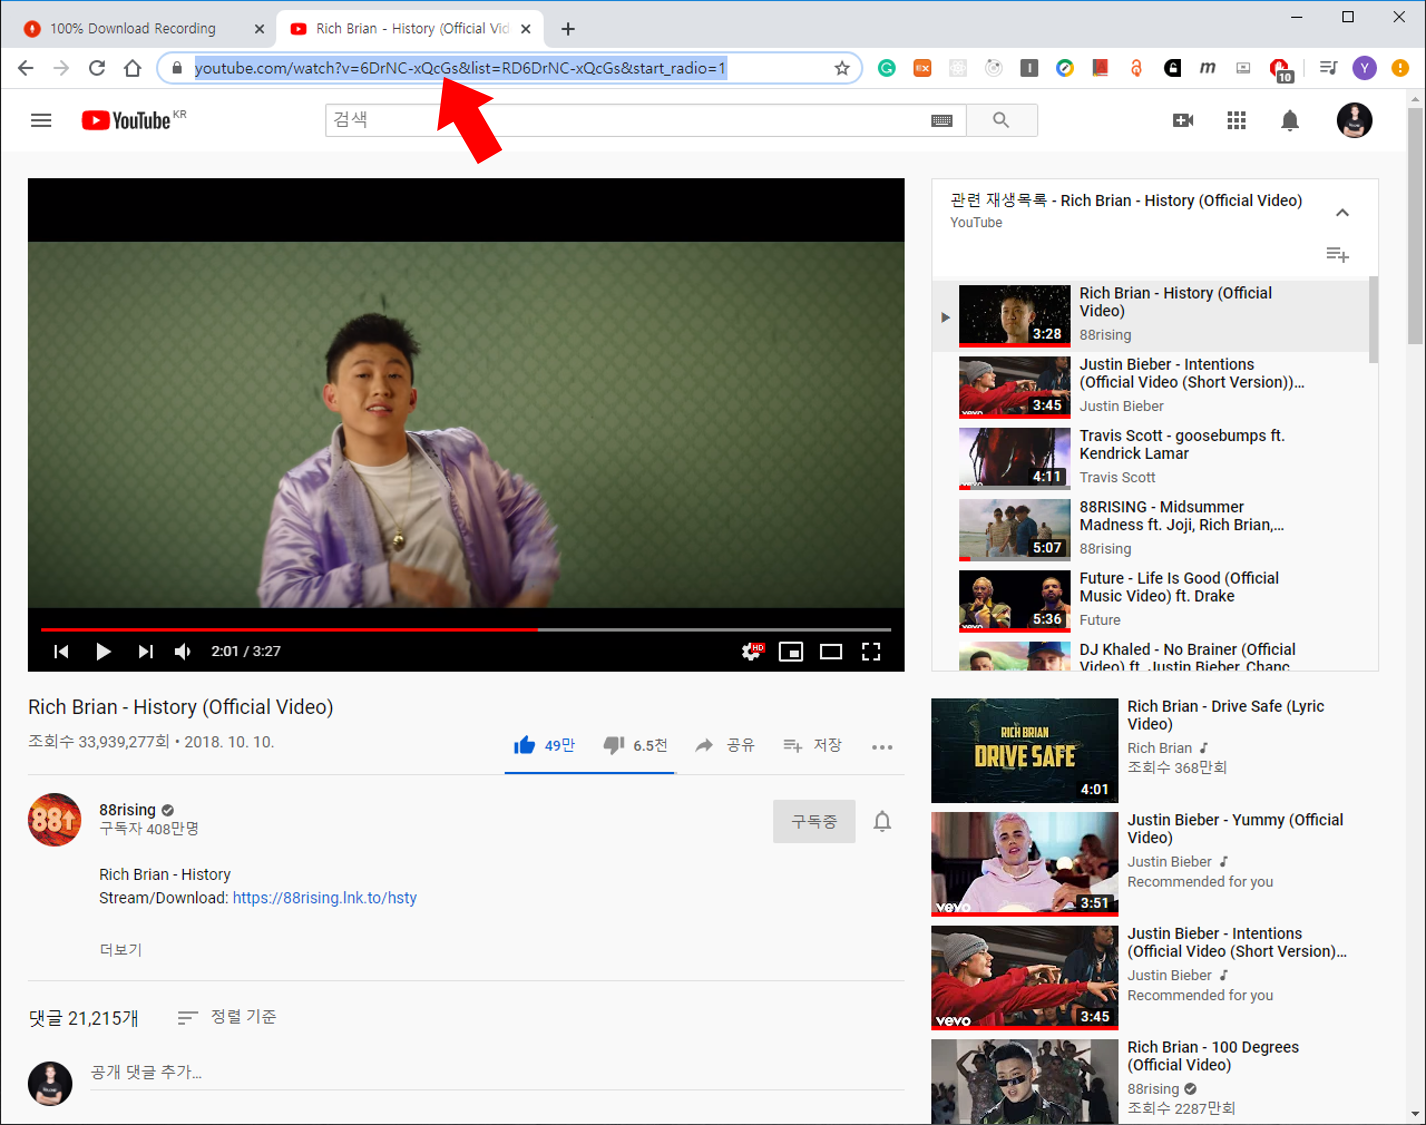 100% Download Recording
Rich Brian - History (Official Vid
youtube.com/watch?v=6DrNC-xQcGs&list=RD6DrNC-xQcGs&start_radio=1
10
Y
YouTube KR
검색
관련 재생목록 - Rich Brian - History (Official Video)
YouTube
Rich Brian - History (Official
Video)
88rising
3:28
Justin Bieber - Intentions
(Official Video (Short Version))...
Justin Bieber
vevo
3:45
Travis Scott - goosebumps ft.
Kendrick Lamar
Travis Scott
vevo
4:11
88RISING - Midsummer
Madness ft. Joji, Rich Brian,...
88rising
5:07
Future - Life Is Good (Official
Music Video) ft. Drake
Future
5:36
DJ Khaled - No Brainer (Official
Video) ft. Justin Bieber, Chanc
2:01 / 3:27
HD
Rich Brian - History (Official Video)
조회수 33,939,277회 • 2018. 10. 10.
49만
6.5천
공유
저장
88↑
88rising
구독자 408만명
구독중
Rich Brian - History
Stream/Download: https://88rising.lnk.to/hsty
더보기
댓글 21,215개
정렬 기준
공개 댓글 추가...
RICH BRIAN
DRIVE SAFE
4:01
Rich Brian - Drive Safe (Lyric
Video)
Rich Brian
조회수 368만회
vevo
3:51
Justin Bieber - Yummy (Official
Video)
Justin Bieber
Recommended for you
vevo
3:45
Justin Bieber - Intentions
(Official Video (Short Version)...
Justin Bieber
Recommended for you
Rich Brian - 100 Degrees
(Official Video)
88rising
조회수 2287만회